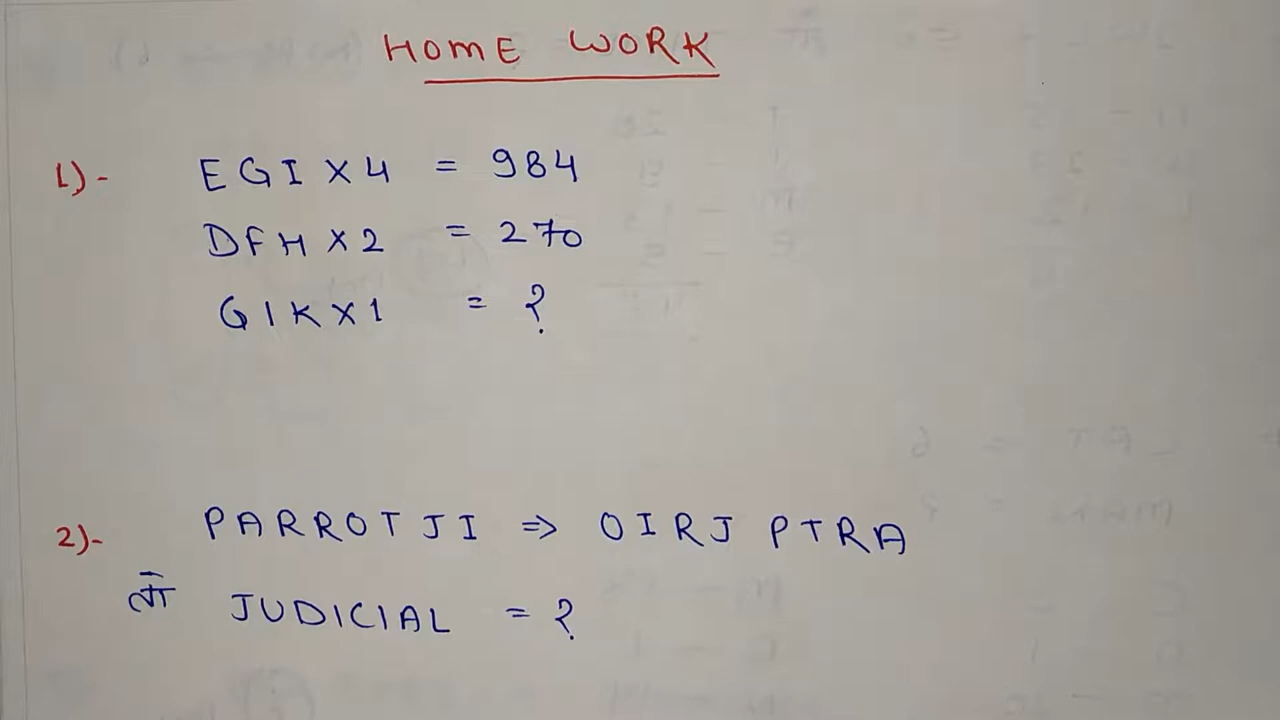 HOME WORK
1)- EGI X 4 = 984
DFH X 2 = 270
GIK X 1 = ?
2)- PARROTJI => OIRJ PTRA
तो JUDICIAL = ?